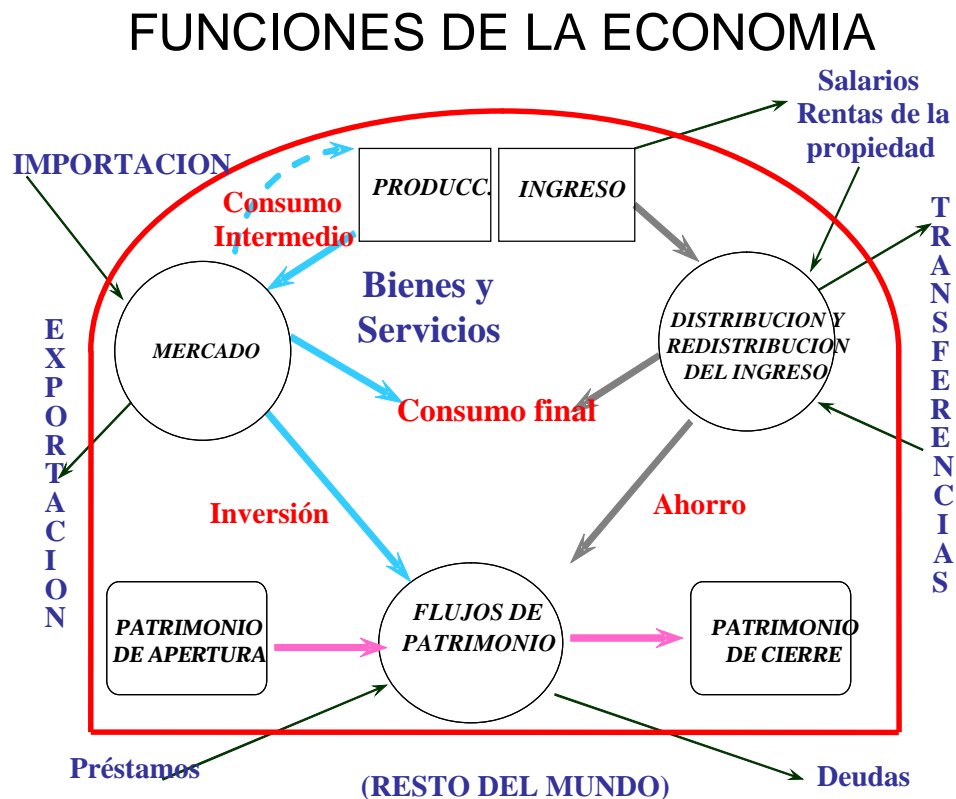 FUNCIONES DE LA ECONOMIA
Salarios
Rentas de la
propiedad
IMPORTACION
PRODUCC.
INGRESO
Consumo
Intermedio
Bienes y
Servicios
MERCADO
DISTRIBUCION Y
REDISTRIBUCION
DEL INGRESO
TRANSFERENCIAS
EXPORTACION
Consumo final
Inversión
Ahorro
PATRIMONIO
DE APERTURA
FLUJOS DE
PATRIMONIO
PATRIMONIO
DE CIERRE
Préstamos
(RESTO DEL MUNDO)
Deudas